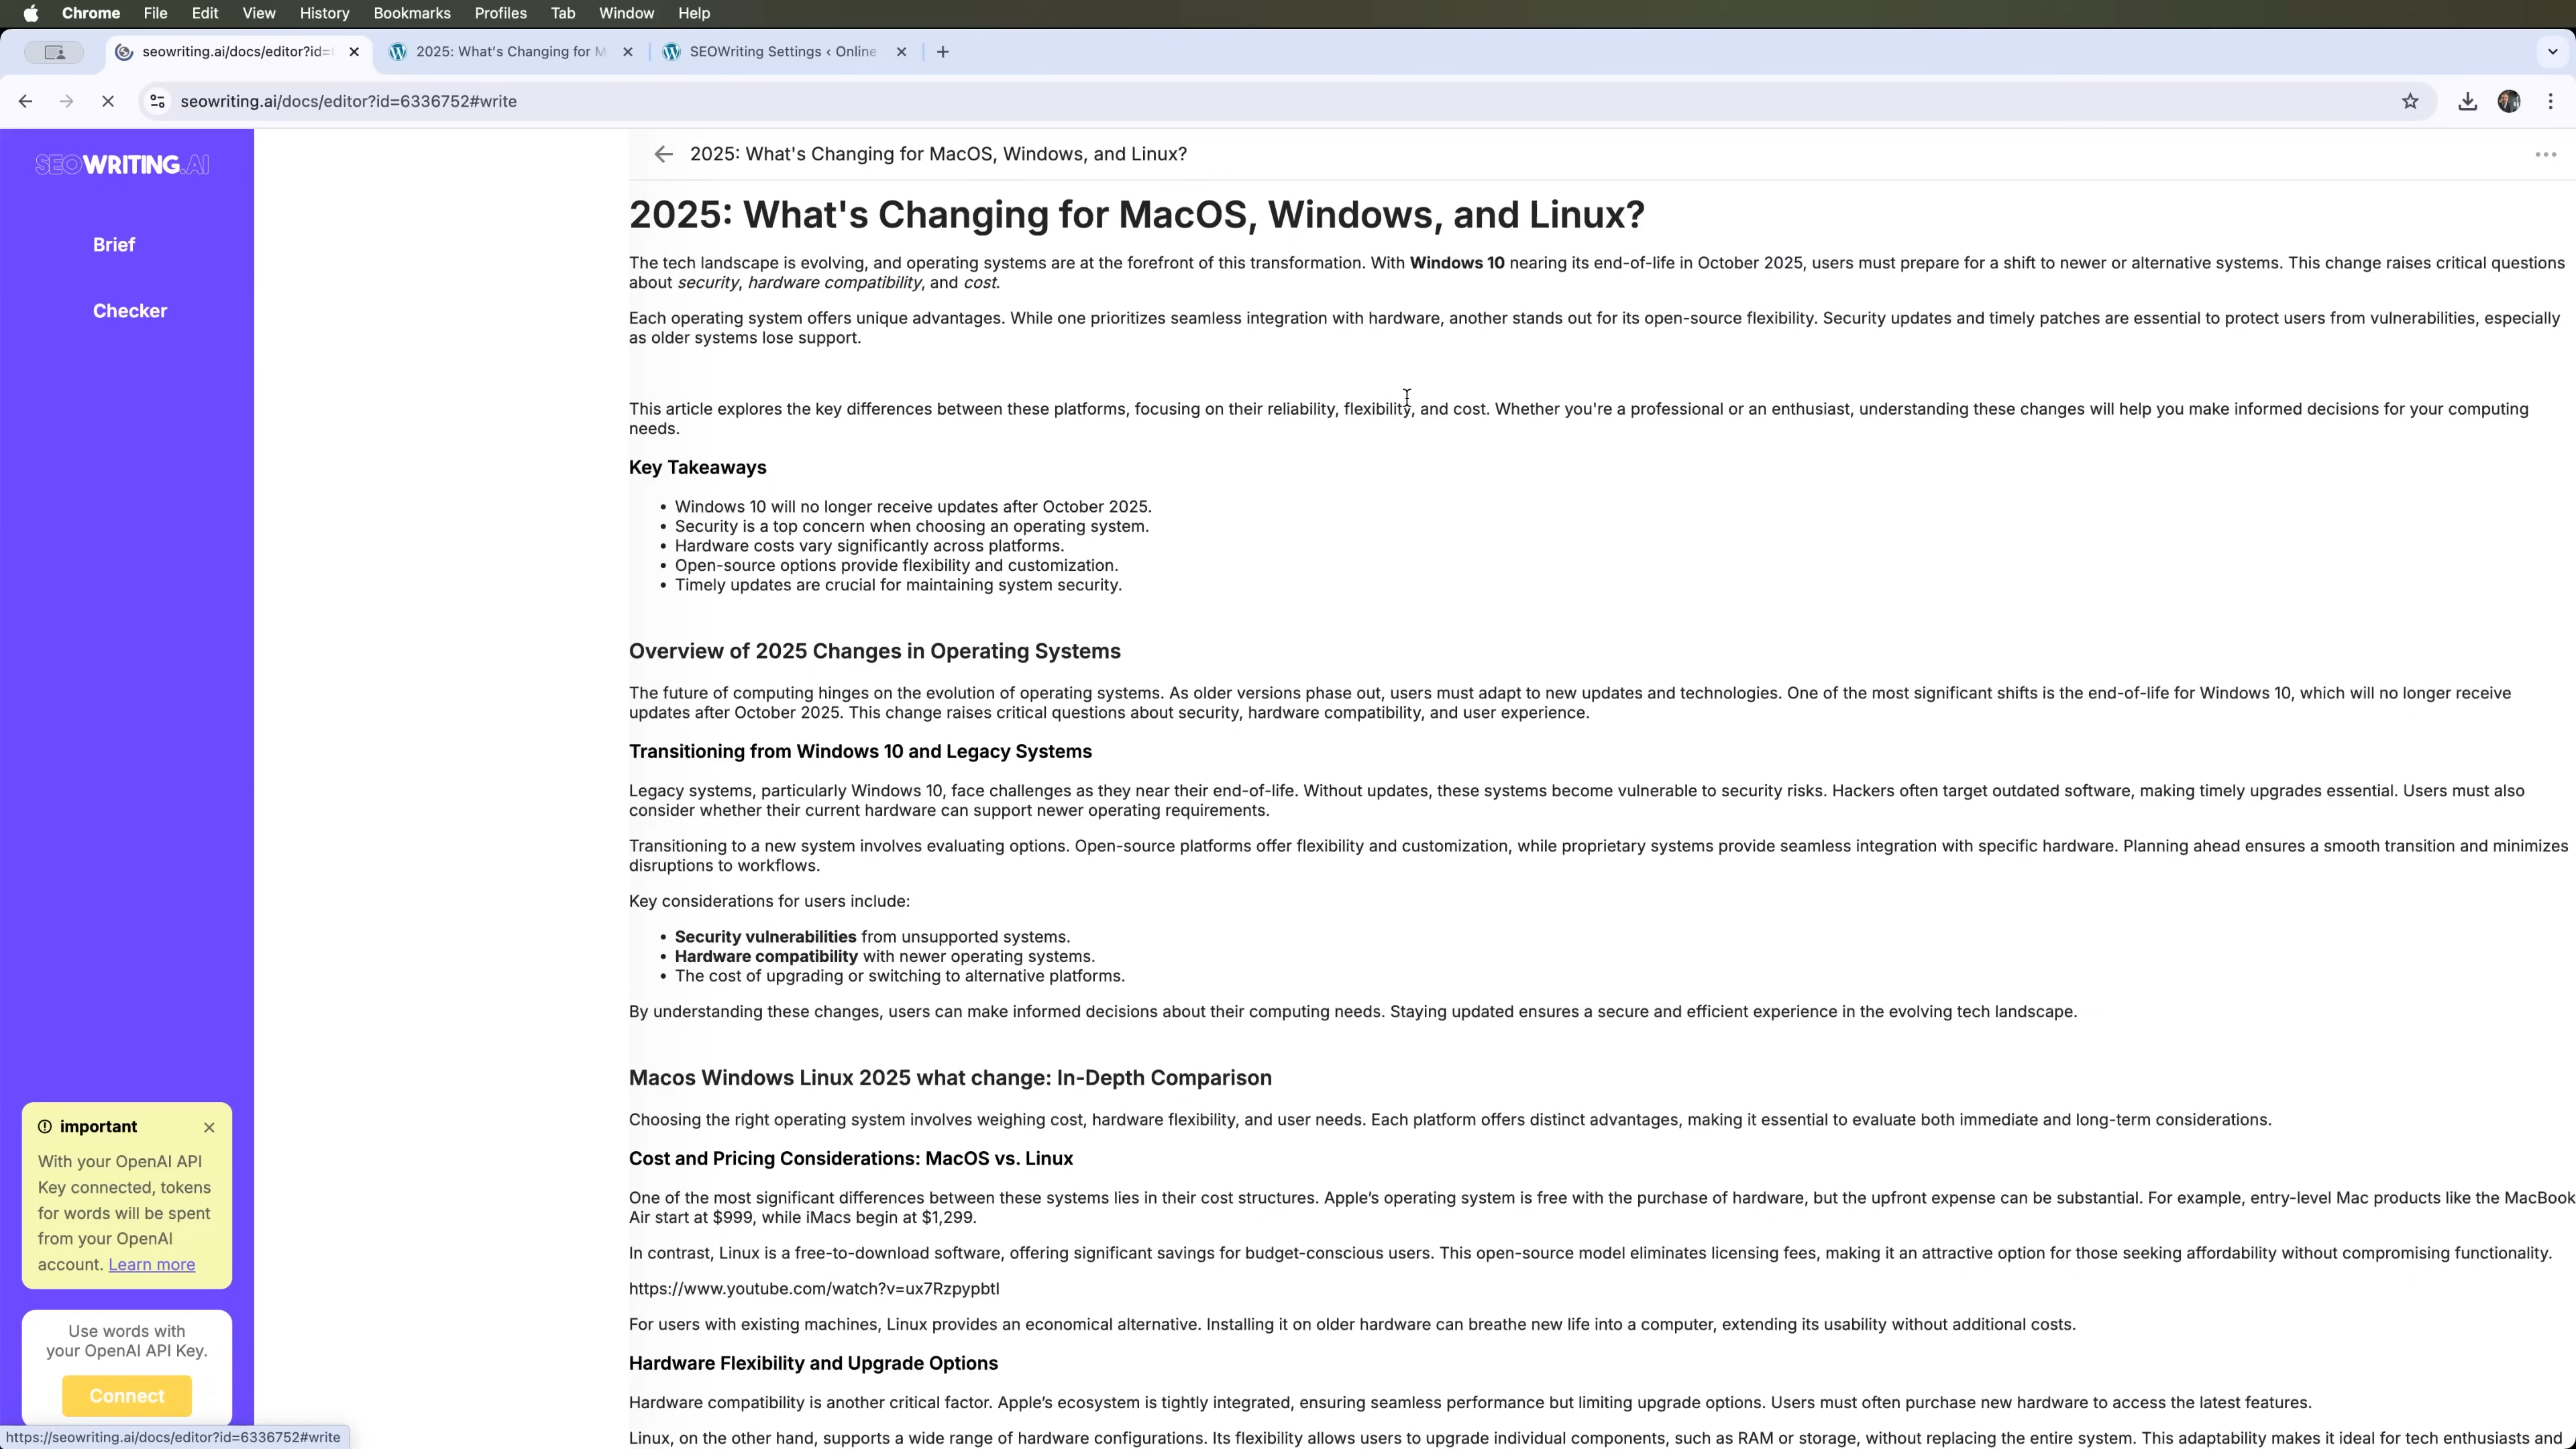 Chrome File Edit View History Bookmarks Profiles Tab Window Help
seowriting.ai/docs/editor?id=
2025: What's Changing for M
SEOWriting Settings ‹ Online
seowriting.ai/docs/editor?id=6336752#write
SEOWRITING.AI
2025: What's Changing for MacOS, Windows, and Linux?
Brief
Checker
2025: What's Changing for MacOS, Windows, and Linux?
The tech landscape is evolving, and operating systems are at the forefront of this transformation. With Windows 10 nearing its end-of-life in October 2025, users must prepare for a shift to newer or alternative systems. This change raises critical questions
about security, hardware compatibility, and cost.
Each operating system offers unique advantages. While one prioritizes seamless integration with hardware, another stands out for its open-source flexibility. Security updates and timely patches are essential to protect users from vulnerabilities, especially
as older systems lose support.
This article explores the key differences between these platforms, focusing on their reliability, flexibility, and cost. Whether you're a professional or an enthusiast, understanding these changes will help you make informed decisions for your computing
needs.
Key Takeaways
• Windows 10 will no longer receive updates after October 2025.
• Security is a top concern when choosing an operating system.
• Hardware costs vary significantly across platforms.
• Open-source options provide flexibility and customization.
• Timely updates are crucial for maintaining system security.
Overview of 2025 Changes in Operating Systems
The future of computing hinges on the evolution of operating systems. As older versions phase out, users must adapt to new updates and technologies. One of the most significant shifts is the end-of-life for Windows 10, which will no longer receive
updates after October 2025. This change raises critical questions about security, hardware compatibility, and user experience.
Transitioning from Windows 10 and Legacy Systems
Legacy systems, particularly Windows 10, face challenges as they near their end-of-life. Without updates, these systems become vulnerable to security risks. Hackers often target outdated software, making timely upgrades essential. Users must also
consider whether their current hardware can support newer operating requirements.
Transitioning to a new system involves evaluating options. Open-source platforms offer flexibility and customization, while proprietary systems provide seamless integration with specific hardware. Planning ahead ensures a smooth transition and minimizes
disruptions to workflows.
Key considerations for users include:
• Security vulnerabilities from unsupported systems.
• Hardware compatibility with newer operating systems.
• The cost of upgrading or switching to alternative platforms.
By understanding these changes, users can make informed decisions about their computing needs. Staying updated ensures a secure and efficient experience in the evolving tech landscape.
Macos Windows Linux 2025 what change: In-Depth Comparison
Choosing the right operating system involves weighing cost, hardware flexibility, and user needs. Each platform offers distinct advantages, making it essential to evaluate both immediate and long-term considerations.
Cost and Pricing Considerations: MacOS vs. Linux
One of the most significant differences between these systems lies in their cost structures. Apple's operating system is free with the purchase of hardware, but the upfront expense can be substantial. For example, entry-level Mac products like the MacBook
Air start at $999, while iMacs begin at $1,299.
In contrast, Linux is a free-to-download software, offering significant savings for budget-conscious users. This open-source model eliminates licensing fees, making it an attractive option for those seeking affordability without compromising functionality.
https://www.youtube.com/watch?v=ux7RzpypbtI
For users with existing machines, Linux provides an economical alternative. Installing it on older hardware can breathe new life into a computer, extending its usability without additional costs.
Hardware Flexibility and Upgrade Options
Hardware compatibility is another critical factor. Apple's ecosystem is tightly integrated, ensuring seamless performance but limiting upgrade options. Users must often purchase new hardware to access the latest features.
Linux, on the other hand, supports a wide range of hardware configurations. Its flexibility allows users to upgrade individual components, such as RAM or storage, without replacing the entire system. This adaptability makes it ideal for tech enthusiasts and
important
With your OpenAI API
Key connected, tokens
for words will be spent
from your OpenAI
account. Learn more
Use words with
your OpenAI API Key.
Connect
https://seowriting.ai/docs/editor?id=6336752#write